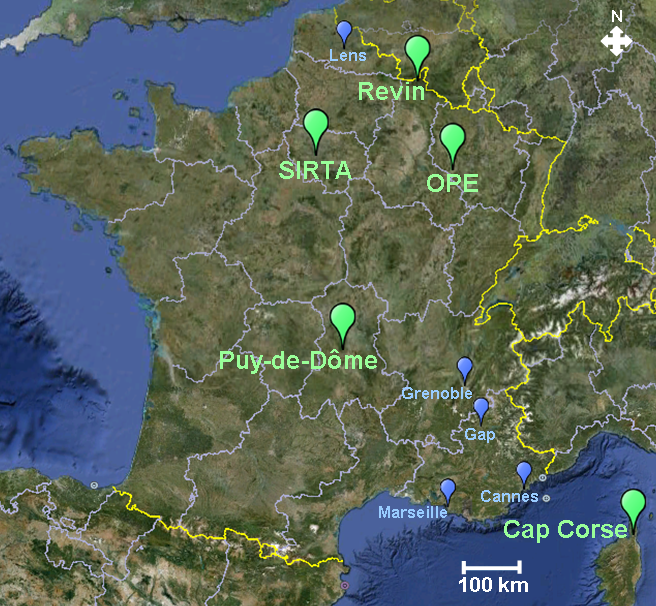 N
Lens
Revin
SIRTA
OPE
Puy-de-Dôme
Grenoble
Gap
Cannes
Marseille
Cap Corse
100 km